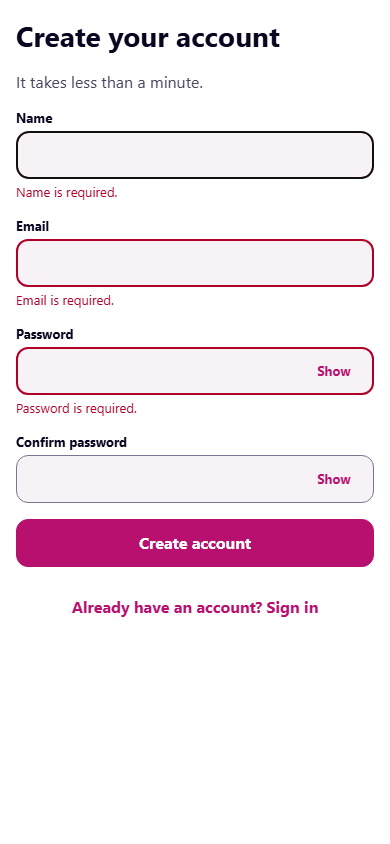 Create your account
It takes less than a minute.
Name
Name is required.
Email
Email is required.
Password
Show
Password is required.
Confirm password
Show
Create account
Already have an account? Sign in